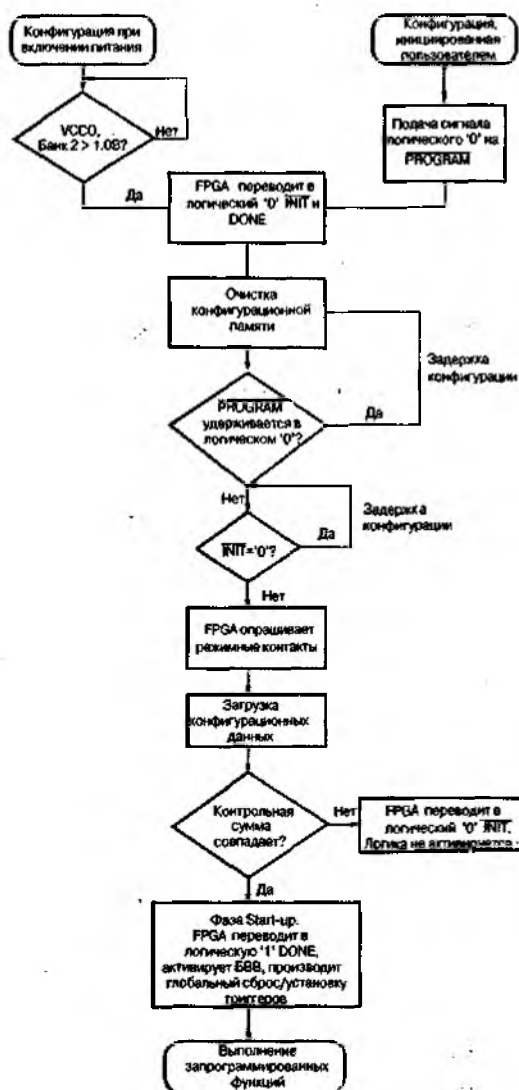 Конфигурация при
включении питания
Конфигурация,
инициированная
пользователем
VCCO,
Банк 2 > 1.0В?
Нет
Да
Подача сигнала
логического '0' на
PROGRAM
FPGA переводит в
логический '0' INIT и
DONE
Очистка
конфигурационной
памяти
Задержка
конфигурации
PROGRAM
удерживается в
логическом '0'?
Да
Нет
Задержка
конфигурации
INIT='0'?
Да
Нет
FPGA опрашивает
режимные контакты
Загрузка
конфигурационных
данных
Контрольная
сумма
совпадает?
Нет
FPGA переводит в
логический '0' INIT.
Логика не активируется
Да
Фаза Start-up.
FPGA переводит в
логическую '1' DONE,
активирует БВВ, производит
глобальный сброс/установку
триггеров
Выполнение
запрограммированных
функций